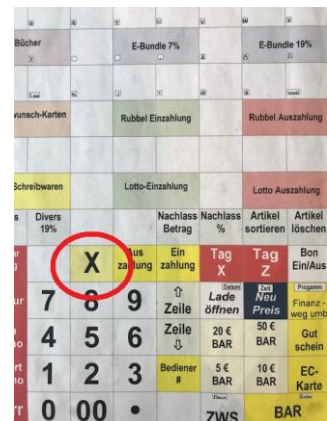 Bücher
E-Bundle 7%
E-Bundle 19%
wunsch-Karten
Rubbel Einzahlung
Rubbel Auszahlung
Schreibwaren
Lotto-Einzahlung
Lotto Auszahlung
Divers
19%
Nachlass
Betrag
Nachlass
%
Artikel
sortieren
Artikel
löschen
X
Aus
zahlung
Ein
zahlung
Tag
X
Tag
Z
Bon
Ein/Aus
7
8
9
⇧
Zeile
Datum
Lade
öffnen
Zeit
Neu
Preis
Finanz-
weg umb
4
5
6
Zeile
⇩
20 €
BAR
50 €
BAR
Gut
schein
1
2
3
Bediener
#
5 €
BAR
10 €
BAR
EC-
Karte
0
00
•
ZWS
BAR